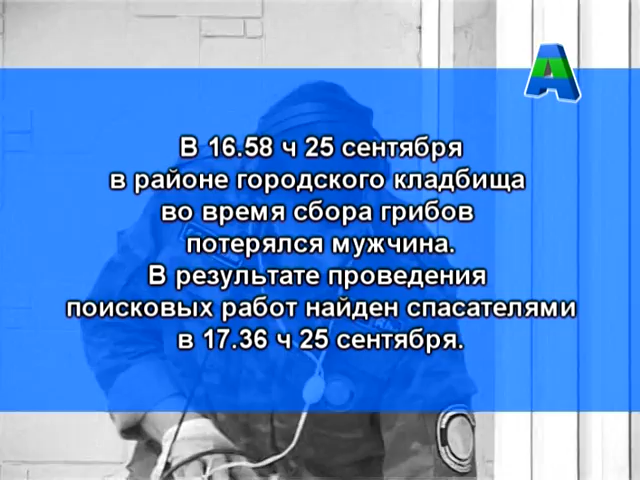 А
В 16.58 ч 25 сентября
в районе городского кладбища
во время сбора грибов
потерялся мужчина.
В результате проведения
поисковых работ найден спасателями
в 17.36 ч 25 сентября.